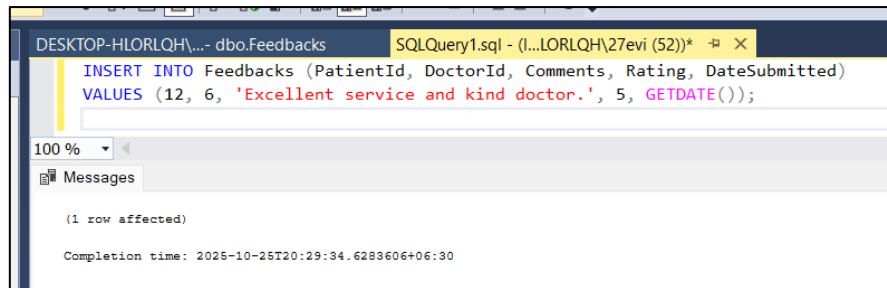 DESKTOP-HLORLQH\...- dbo.Feedbacks
SQLQuery1.sql - (l...LORLQH\27evi (52))*
INSERT INTO Feedbacks (PatientId, DoctorId, Comments, Rating, DateSubmitted)
VALUES (12, 6, 'Excellent service and kind doctor.', 5, GETDATE());
100 %
Messages
(1 row affected)
Completion time: 2025-10-25T20:29:34.6283606+06:30